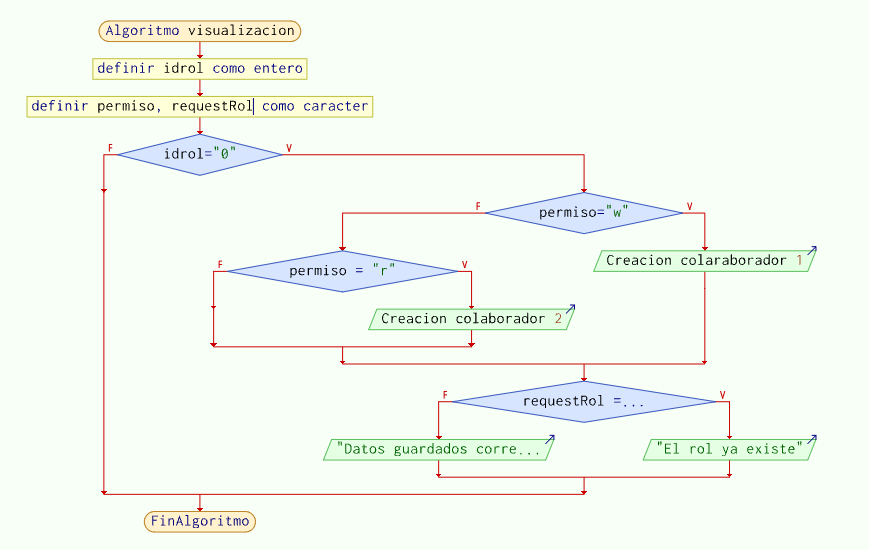 Algoritmo visualizacion
definir idrol como entero
definir permiso, requestRol como caracter
F
idrol="0"
V
F
permiso="w"
V
Creacion colaraborador 1
F
permiso = "r"
V
Creacion colaborador 2
F
requestRol =...
V
"Datos guardados corre...
"El rol ya existe"
FinAlgoritmo